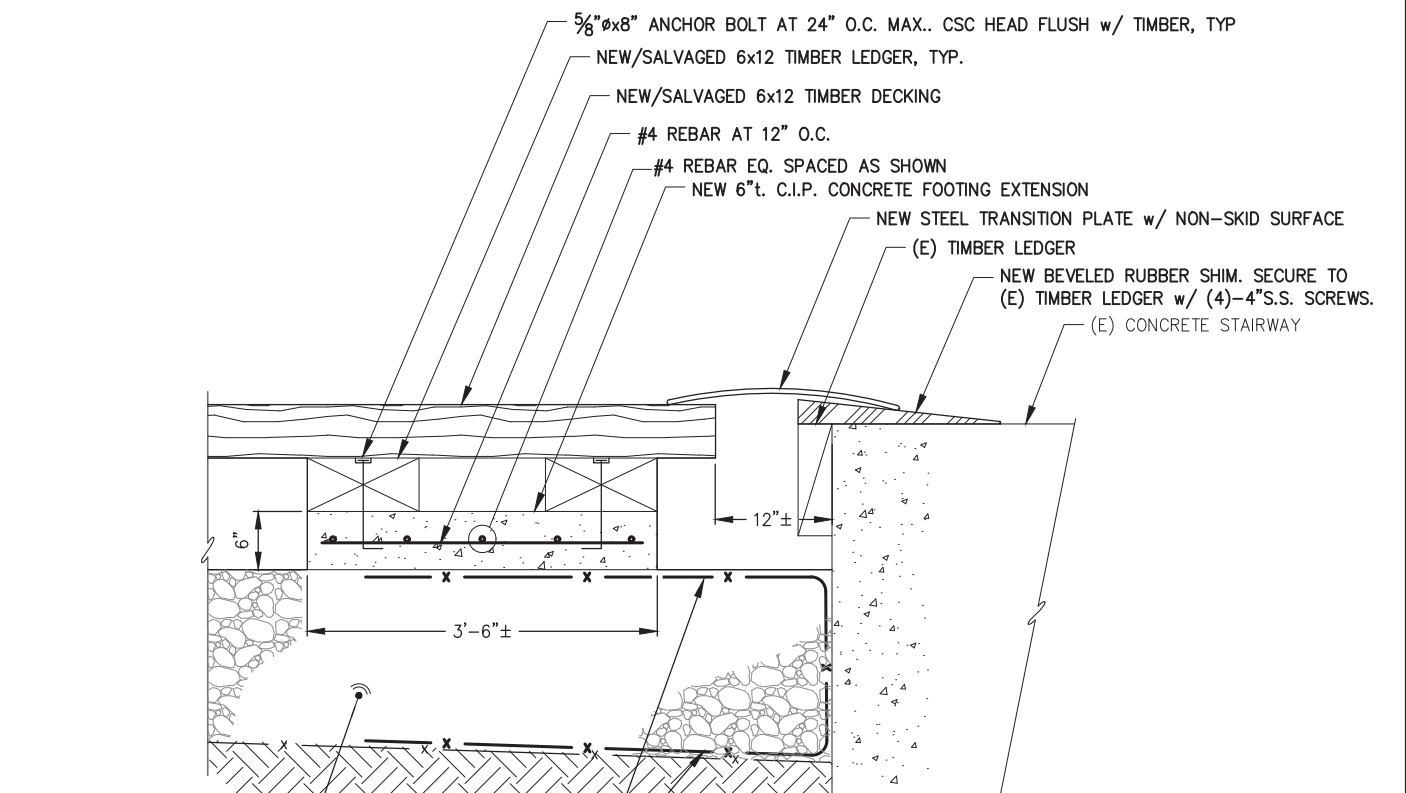 5/8"øx8" ANCHOR BOLT AT 24" O.C. MAX.. CSC HEAD FLUSH w/ TIMBER, TYP
NEW/SALVAGED 6x12 TIMBER LEDGER, TYP.
NEW/SALVAGED 6x12 TIMBER DECKING
#4 REBAR AT 12" O.C.
#4 REBAR EQ. SPACED AS SHOWN
NEW 6"t. C.I.P. CONCRETE FOOTING EXTENSION
NEW STEEL TRANSITION PLATE w/ NON-SKID SURFACE
(E) TIMBER LEDGER
NEW BEVELED RUBBER SHIM. SECURE TO
(E) TIMBER LEDGER w/ (4)-4"S.S. SCREWS.
(E) CONCRETE STAIRWAY
12"±
6"
3'-6"±